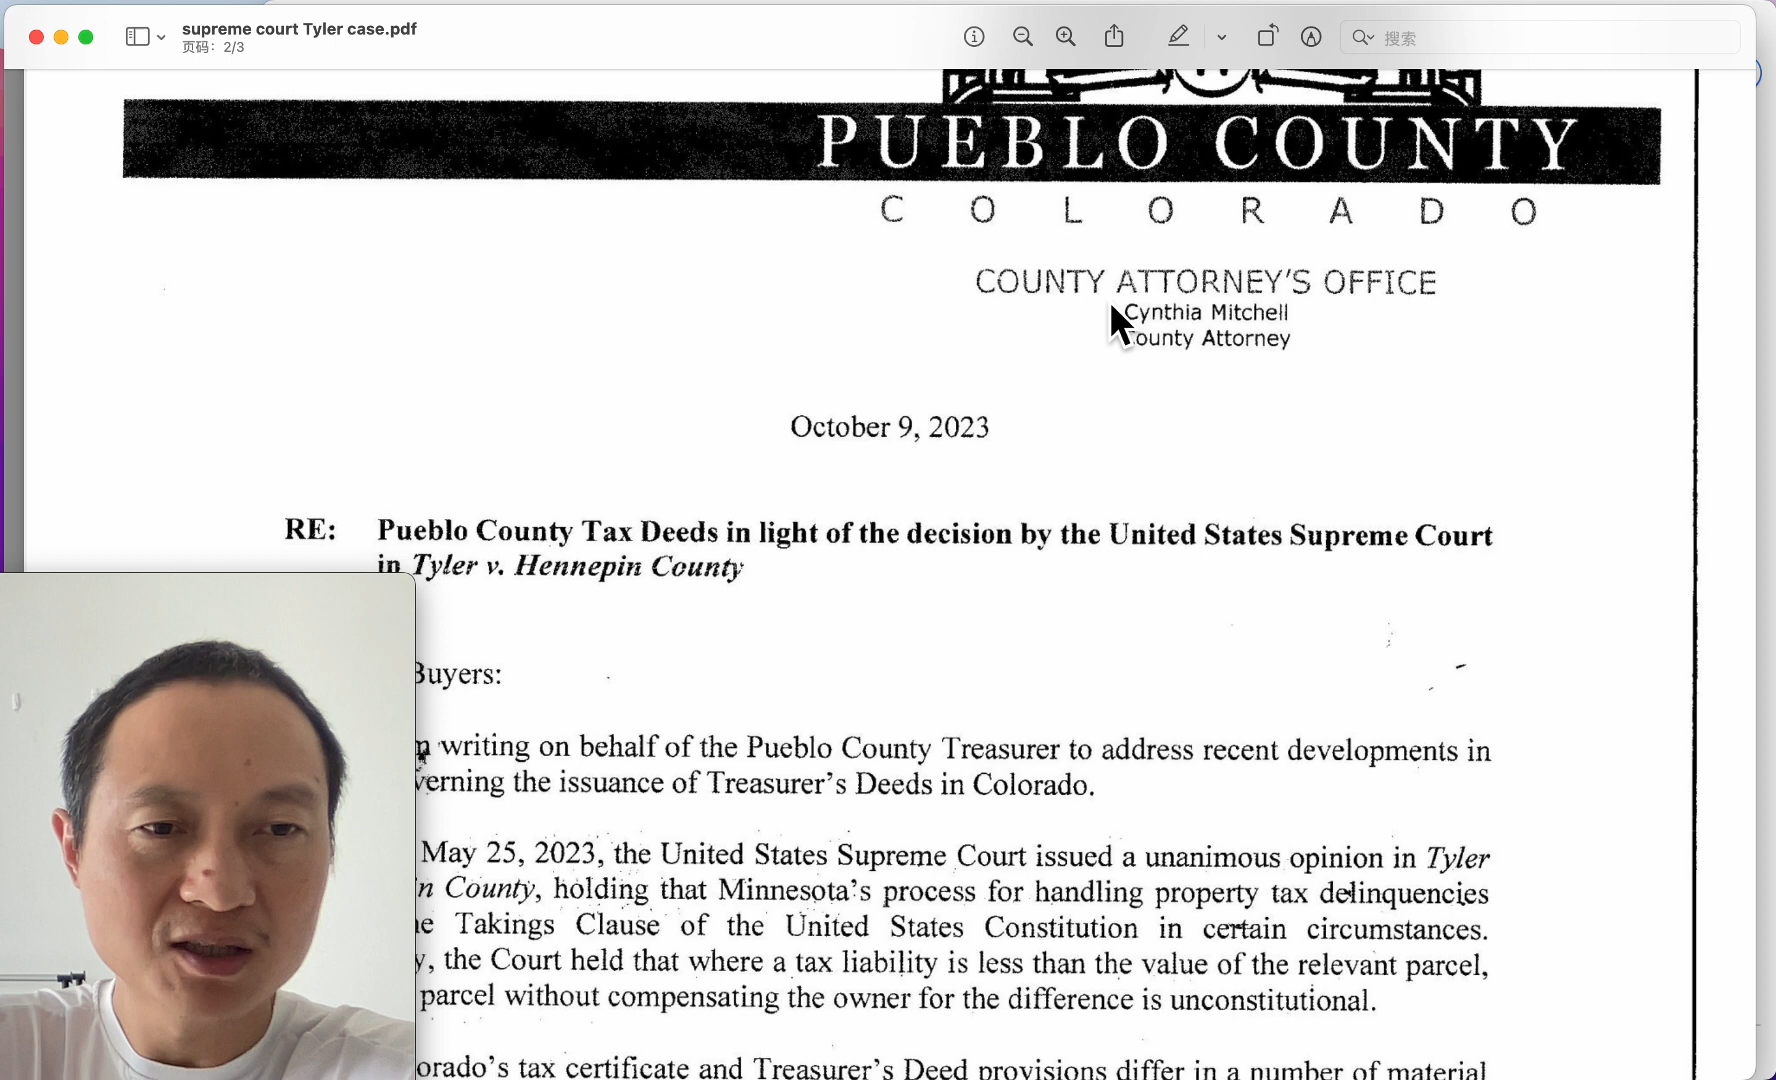 supreme court Tyler case.pdf
页码： 2/3
搜索
PUEBLO COUNTY
COLORADO
COUNTY ATTORNEY'S OFFICE
Cynthia Mitchell
ounty Attorney
October 9, 2023
RE: Pueblo County Tax Deeds in light of the decision by the United States Supreme Court
in Tyler v. Hennepin County
Buyers:
writing on behalf of the Pueblo County Treasurer to address recent developments in
verning the issuance of Treasurer's Deeds in Colorado.
May 25, 2023, the United States Supreme Court issued a unanimous opinion in Tyler
n County, holding that Minnesota's process for handling property tax delinquencies
e Takings Clause of the United States Constitution in certain circumstances.
y, the Court held that where a tax liability is less than the value of the relevant parcel,
parcel without compensating the owner for the difference is unconstitutional.
orado's tax certificate and Treasurer's Deed provisions differ in a number of material